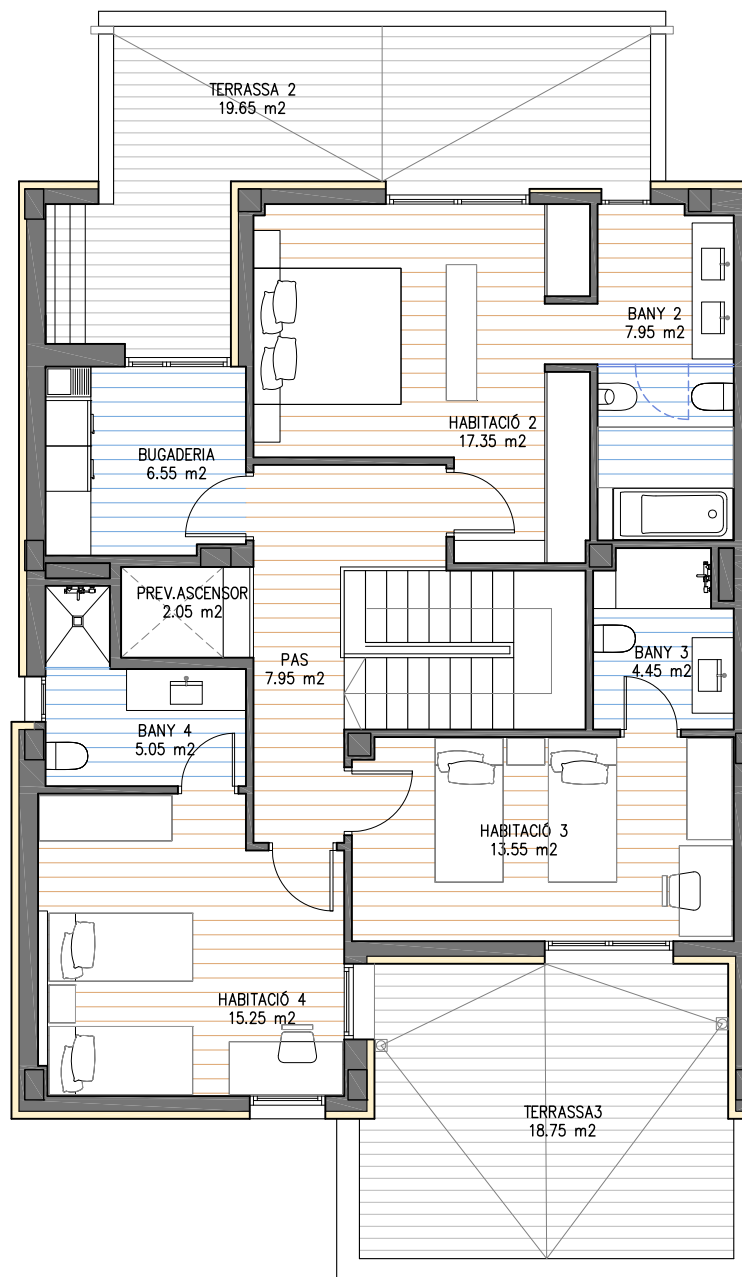 TERRASSA 2
19.65 m2
BANY 2
7.95 m2
HABITACIÓ 2
17.35 m2
BUGADERIA
6.55 m2
PREV.ASCENSOR
2.05 m2
PAS
7.95 m2
BANY 3
4.45 m2
BANY 4
5.05 m2
HABITACIÓ 3
13.55 m2
HABITACIÓ 4
15.25 m2
TERRASSA3
18.75 m2